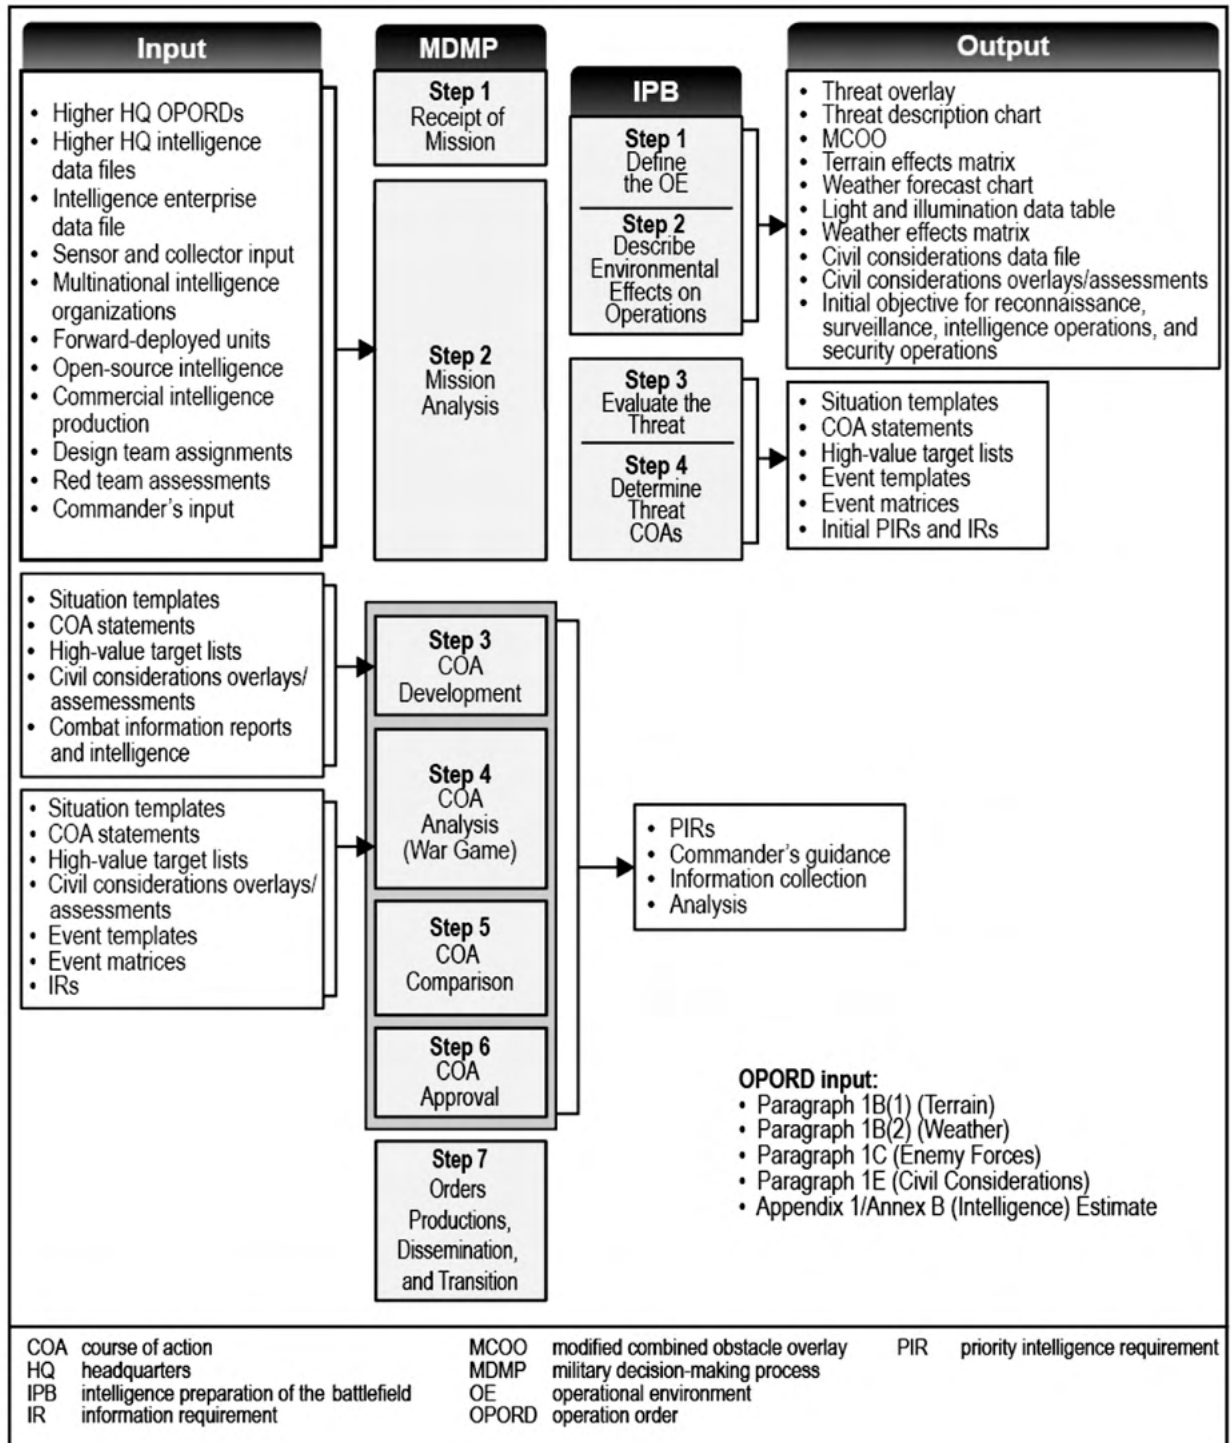 Input
• Higher HQ OPORDs
• Higher HQ intelligence
data files
• Intelligence enterprise
data file
• Sensor and collector input
• Multinational intelligence
organizations
• Forward-deployed units
• Open-source intelligence
• Commercial intelligence
production
• Design team assignments
• Red team assessments
• Commander's input
MDMP
Step 1
Receipt of
Mission
Step 2
Mission
Analysis
IPB
Step 1
Define
the OE
Step 2
Describe
Environmental
Effects on
Operations
Step 3
Evaluate the
Threat
Step 4
Determine
Threat
COAs
Output
• Threat overlay
• Threat description chart
• MCOO
• Terrain effects matrix
• Weather forecast chart
• Light and illumination data table
• Weather effects matrix
• Civil considerations data file
• Civil considerations overlays/assessments
• Initial objective for reconnaissance,
surveillance, intelligence operations, and
security operations
• Situation templates
• COA statements
• High-value target lists
• Event templates
• Event matrices
• Initial PIRs and IRs
• Situation templates
• COA statements
• High-value target lists
• Civil considerations overlays/
assemessments
• Combat information reports
and intelligence
• Situation templates
• COA statements
• High-value target lists
• Civil considerations overlays/
assessments
• Event templates
• Event matrices
• IRs
Step 3
COA
Development
Step 4
COA
Analysis
(War Game)
Step 5
COA
Comparison
Step 6
COA
Approval
Step 7
Orders
Productions,
Dissemination,
and Transition
• PIRs
• Commander's guidance
• Information collection
• Analysis
OPORD input:
• Paragraph 1B(1) (Terrain)
• Paragraph 1B(2) (Weather)
• Paragraph 1C (Enemy Forces)
• Paragraph 1E (Civil Considerations)
• Appendix 1/Annex B (Intelligence) Estimate
COA course of action
HQ headquarters
IPB intelligence preparation of the battlefield
IR information requirement
MCOO modified combined obstacle overlay
MDMP military decision-making process
OE operational environment
OPORD operation order
PIR priority intelligence requirement